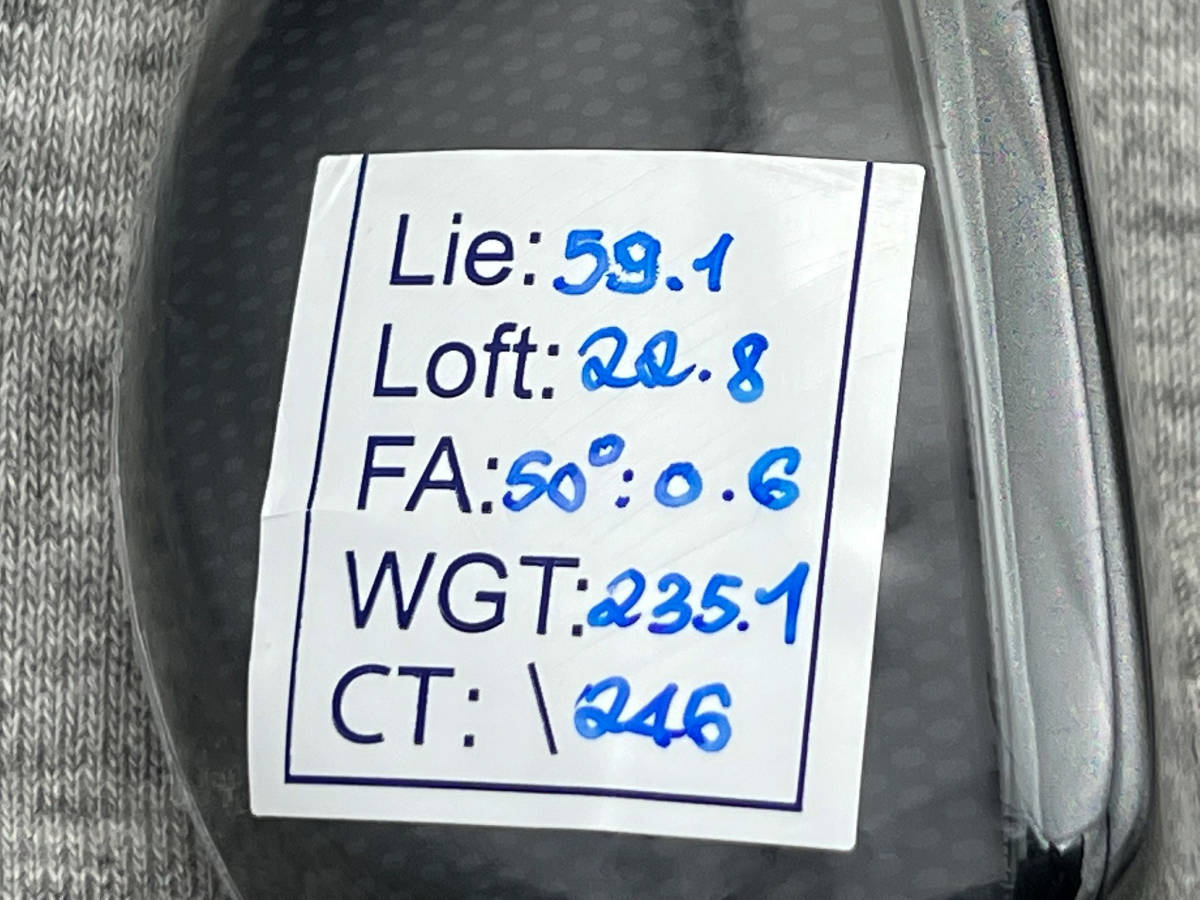 Lie: 59.1
Loft: 22.8
FA: 50°: 0.6
WGT: 235.1
CT: \ 246